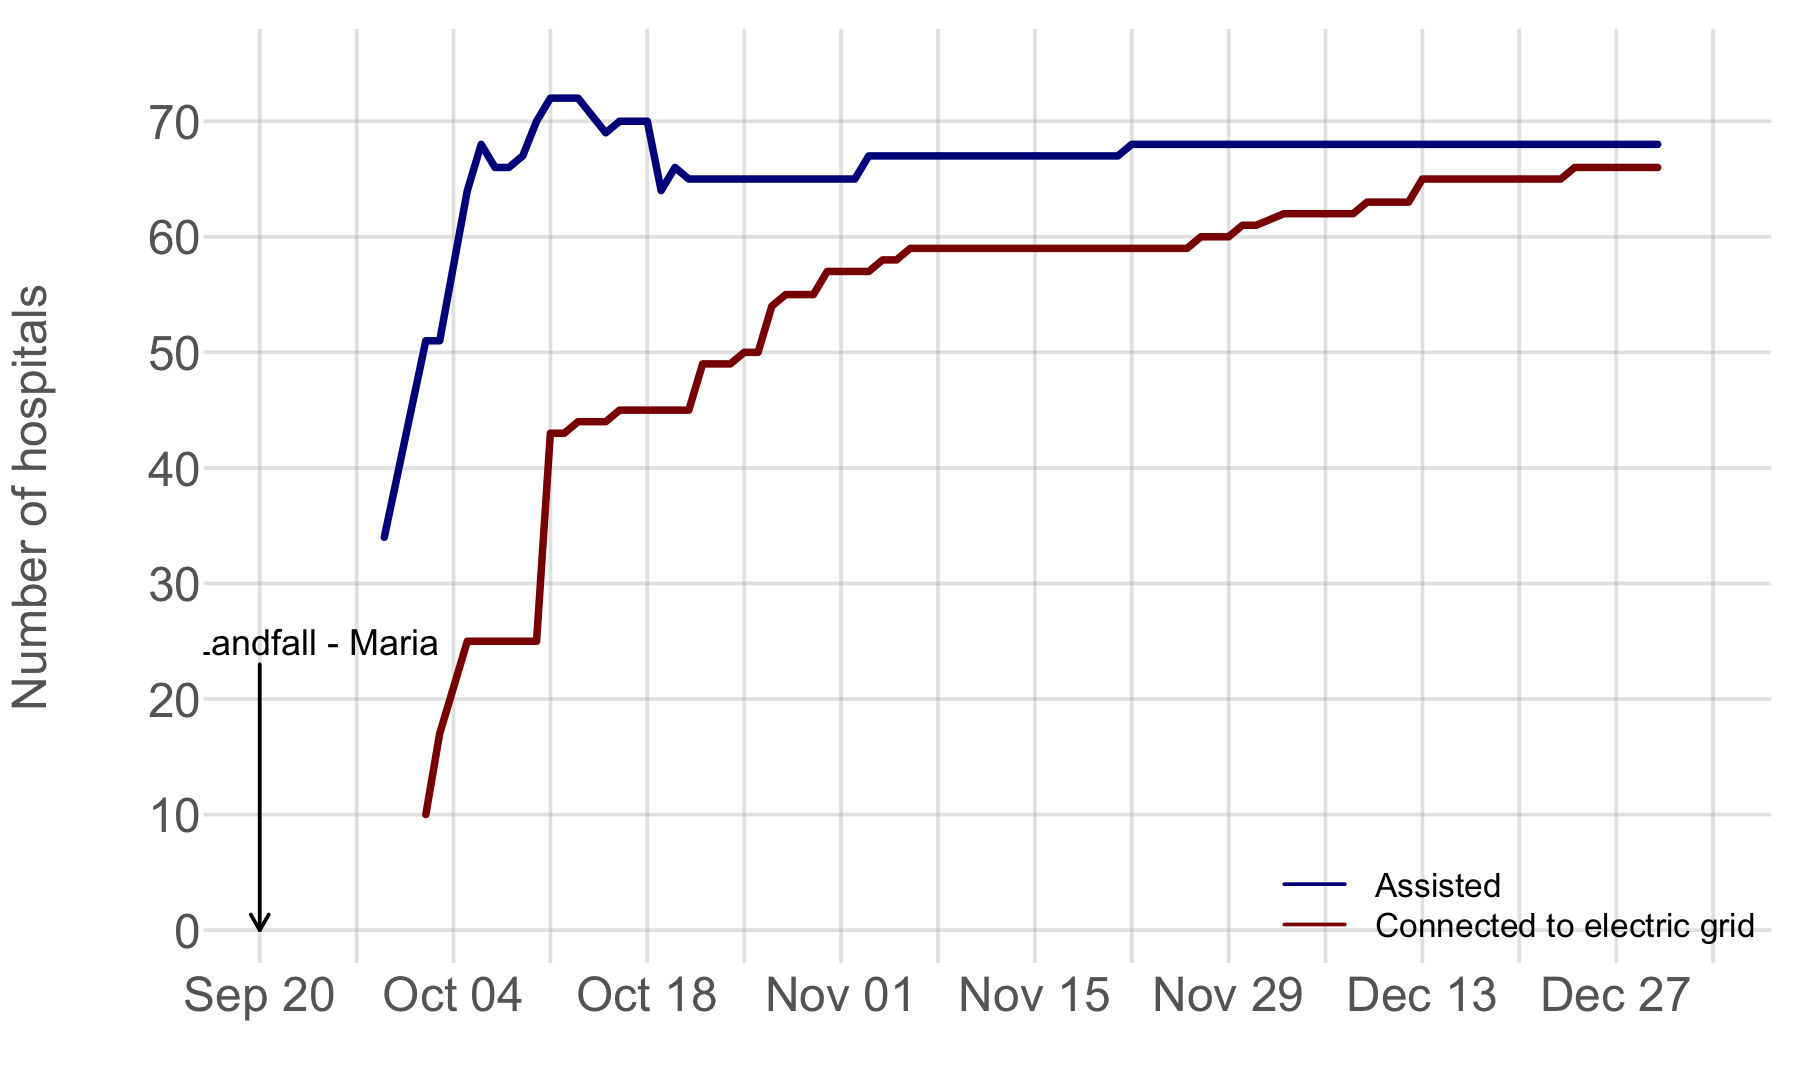 Number of hospitals
70
60
50
40
30
20
10
0
andfall - Maria
Assisted
Connected to electric grid
Sep 20 Oct 04 Oct 18 Nov 01 Nov 15 Nov 29 Dec 13 Dec 27